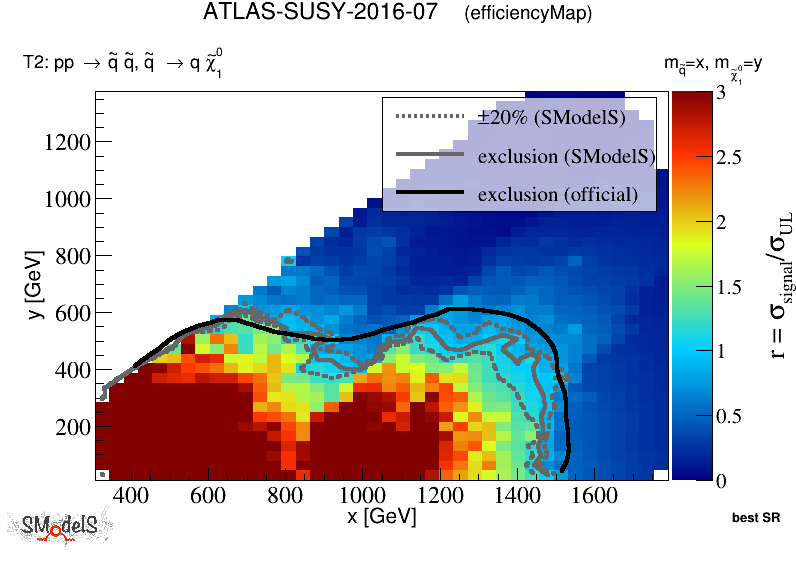 ATLAS-SUSY-2016-07 (efficiencyMap)
T2: pp → q̃ q̃, q̃ → q χ̃₁⁰
m_q̃=x, m_χ̃₁⁰=y
±20% (SModelS)
exclusion (SModelS)
exclusion (official)
y [GeV]
1200
1000
800
600
400
200
400 600 800 1000 1200 1400 1600
x [GeV]
3
2.5
2
1.5
1
0.5
0
r = σ_signal/σ_UL
SModelS
best SR